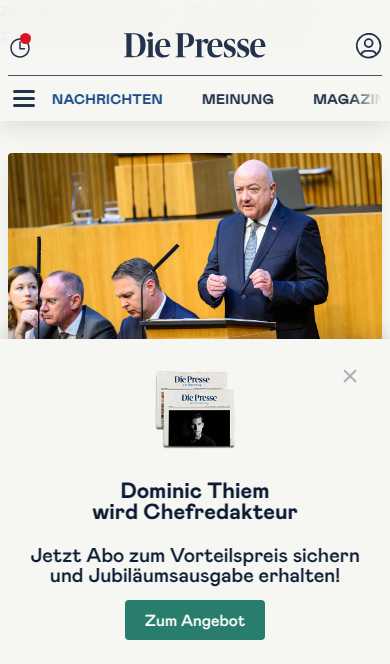 Die Presse
NACHRICHTEN MEINUNG MAGAZIN
Die Presse
Die Presse
Dominic Thiem
wird Chefredakteur
Jetzt Abo zum Vorteilspreis sichern
und Jubiläumsausgabe erhalten!
Zum Angebot